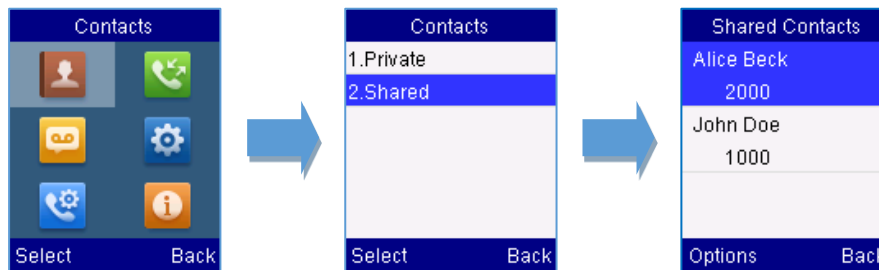 Contacts
Select Back
Contacts
1.Private
2.Shared
Select Back
Shared Contacts
Alice Beck
2000
John Doe
1000
Options Back